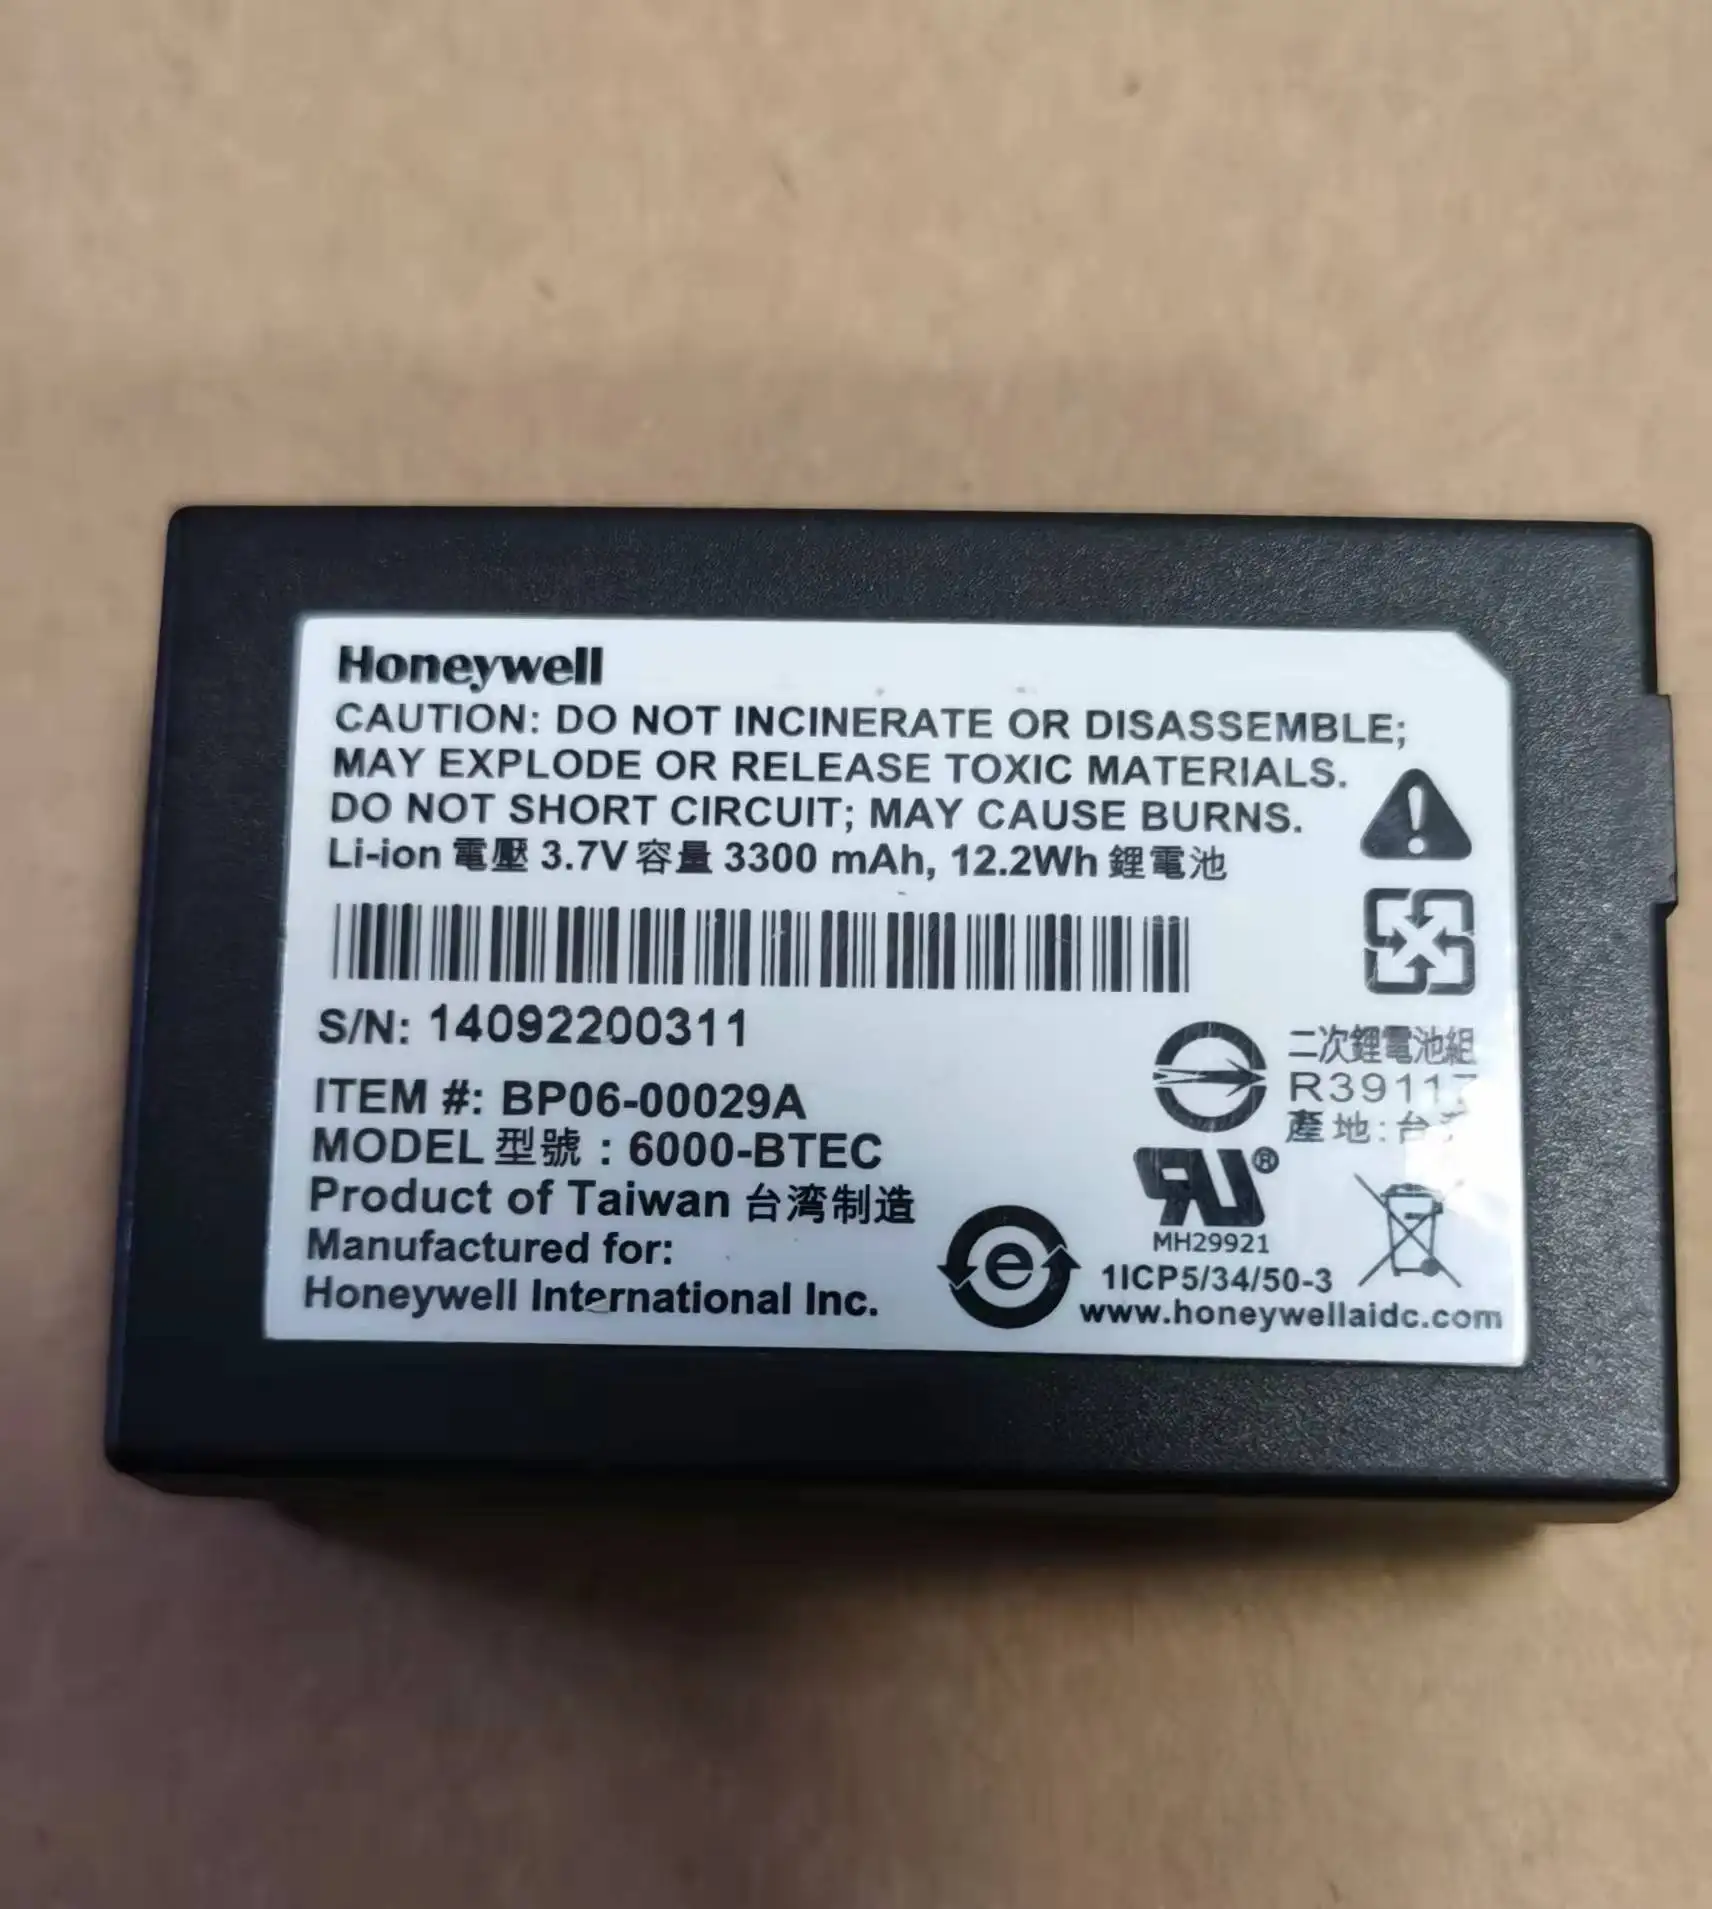 Honeywell
CAUTION: DO NOT INCINERATE OR DISASSEMBLE;
MAY EXPLODE OR RELEASE TOXIC MATERIALS.
DO NOT SHORT CIRCUIT; MAY CAUSE BURNS.
Li-ion 電壓 3.7V 容量 3300 mAh, 12.2Wh 鋰電池
S/N: 14092200311
ITEM #: BP06-00029A
MODEL 型號 : 6000-BTEC
Product of Taiwan 台湾制造
Manufactured for:
Honeywell International Inc.
二次鋰電池組
產地:
RU®
MH29921
e
1ICP5/34/50-3
www.honeywellaidc.com